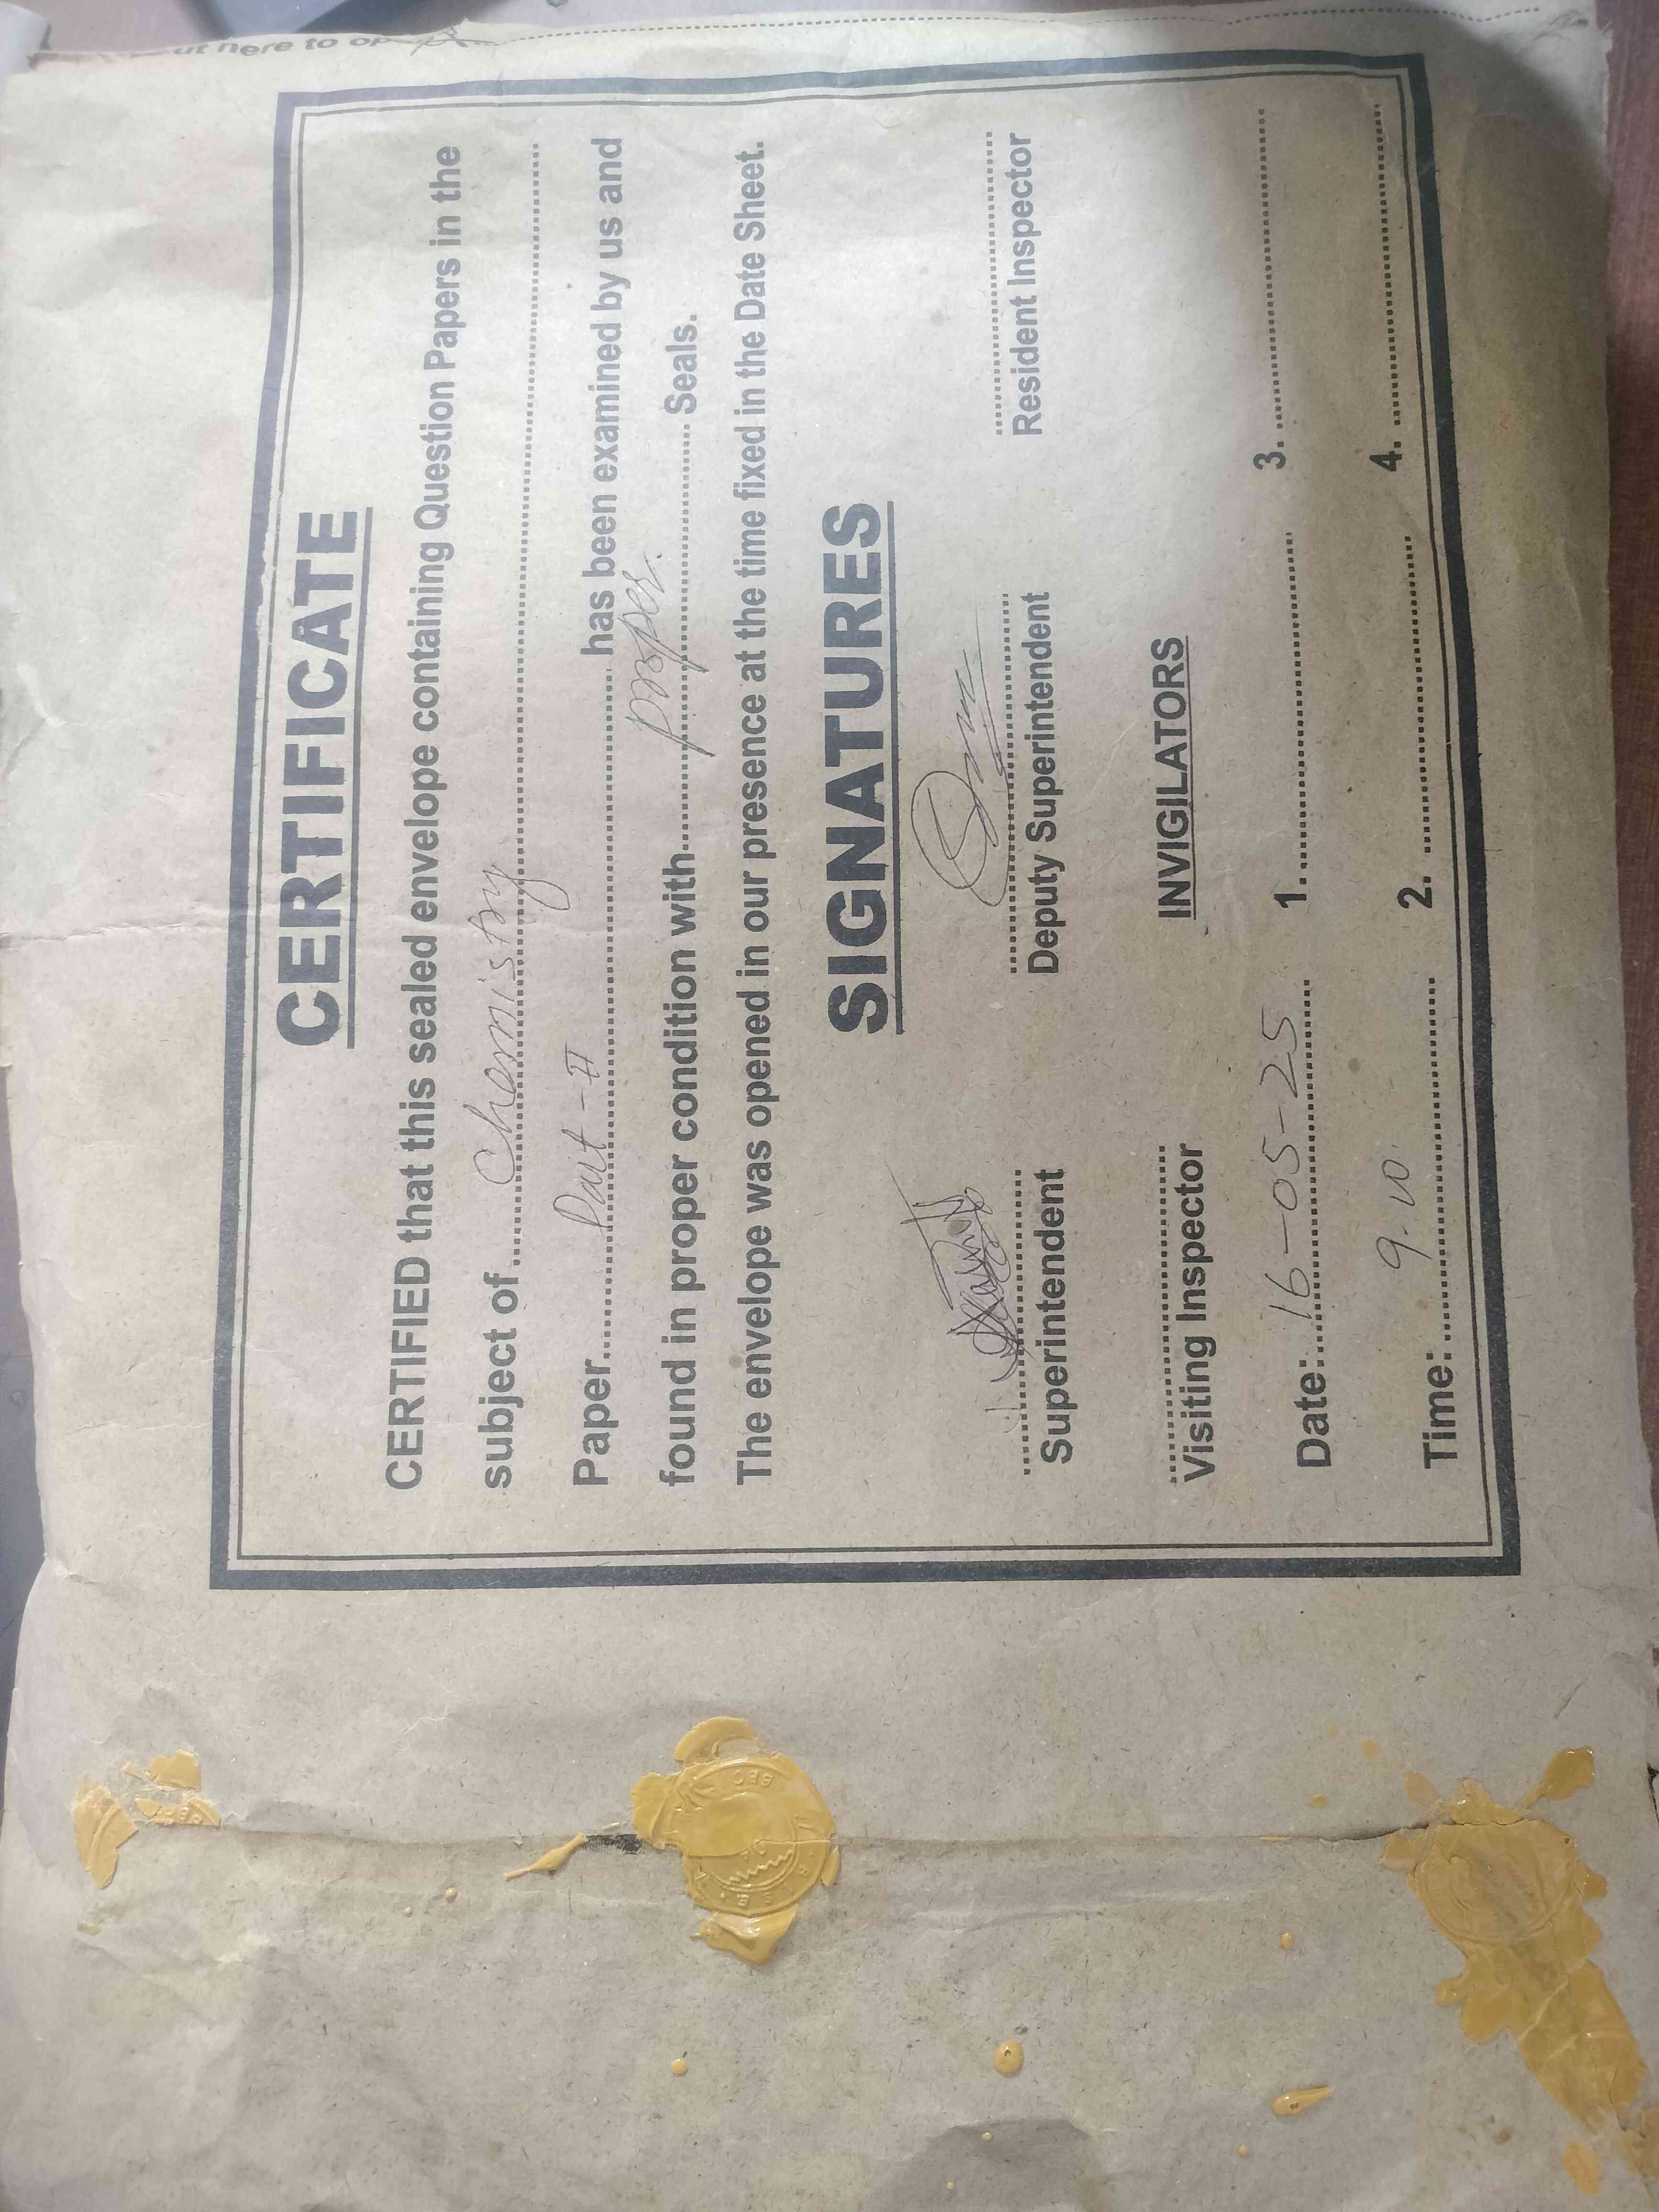 ut here to op
CERTIFICATE
CERTIFIED that this sealed envelope containing Question Papers in the
subject of Chemistry
Paper Part-II has been examined by us and
found in proper condition with proper. Seals.
The envelope was opened in our presence at the time fixed in the Date Sheet.
SIGNATURES
Superintendent Deputy Superintendent Resident Inspector
Visiting Inspector INVIGILATORS
Date: 16-05-25 1. 3.
Time: 9.10. 2. 4.